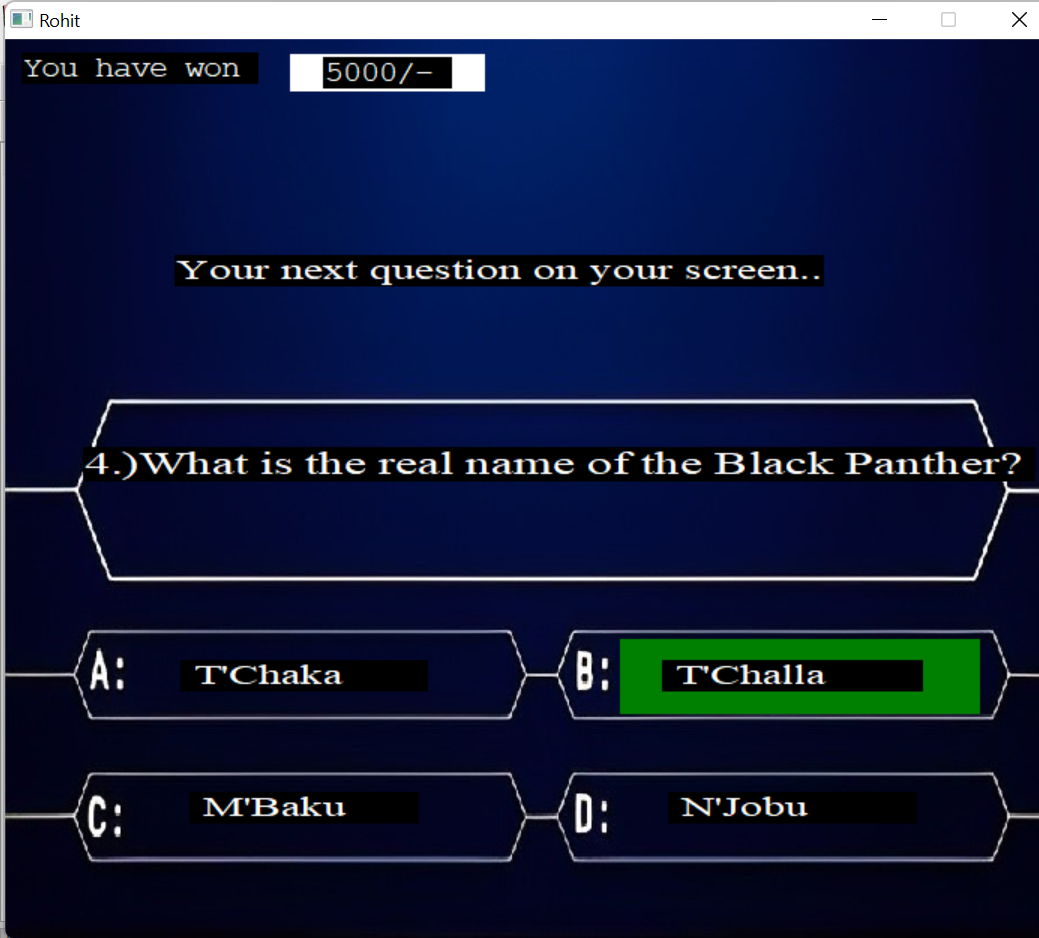 Rohit
You have won 5000/-
Your next question on your screen..
4.)What is the real name of the Black Panther?
A: T'Chaka
B: T'Challa
C: M'Baku
D: N'Jobu